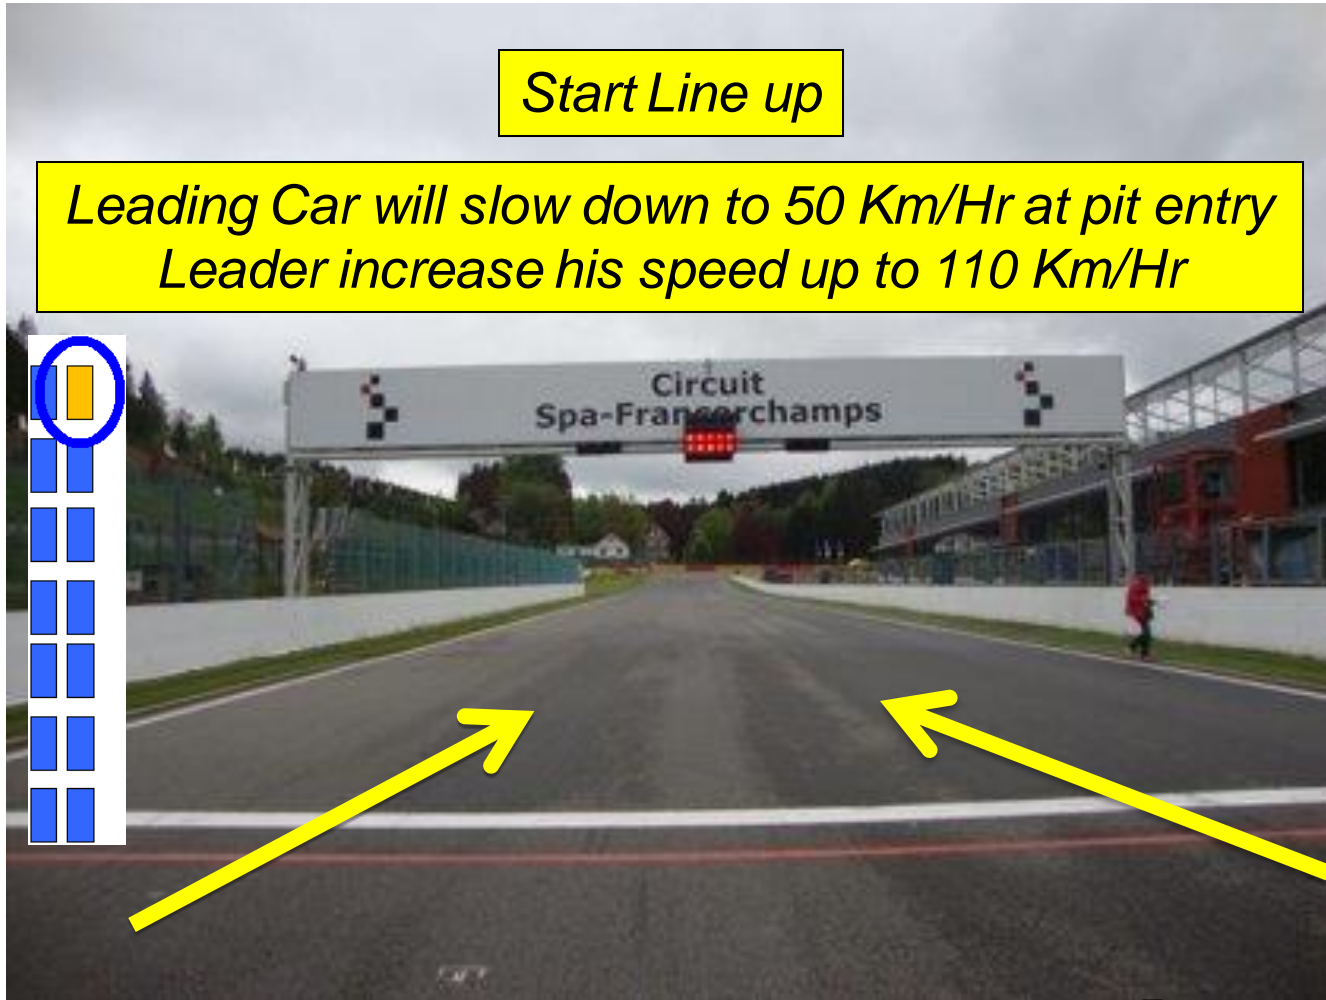 Start Line up
Leading Car will slow down to 50 Km/Hr at pit entry
Leader increase his speed up to 110 Km/Hr
Circuit
Spa-Francorchamps